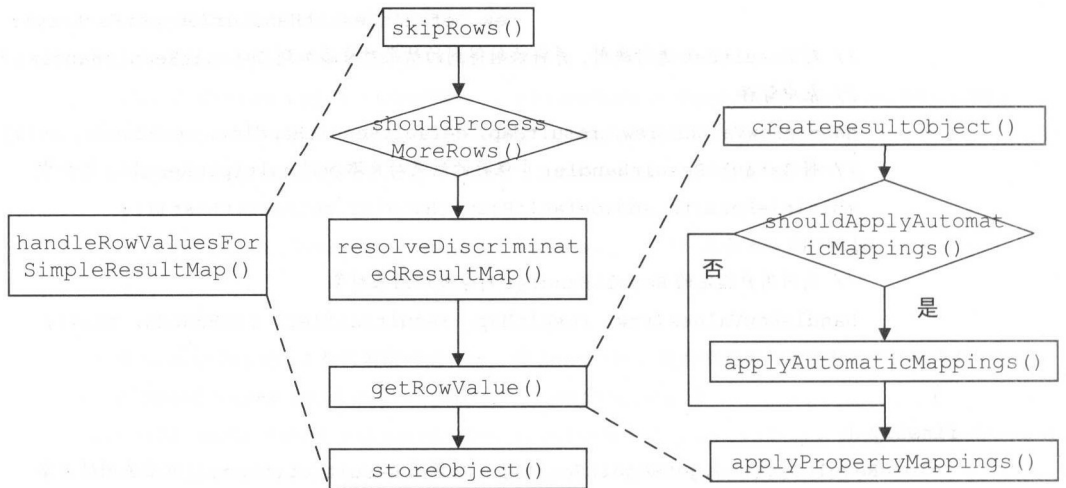 handleRowValuesFor
SimpleResultMap()
skipRows()
shouldProcess
MoreRows()
resolveDiscriminat
edResultMap()
getRowValue()
storeObject()
createResultObject()
shouldApplyAutomat
icMappings()
否
是
applyAutomaticMappings()
applyPropertyMappings()